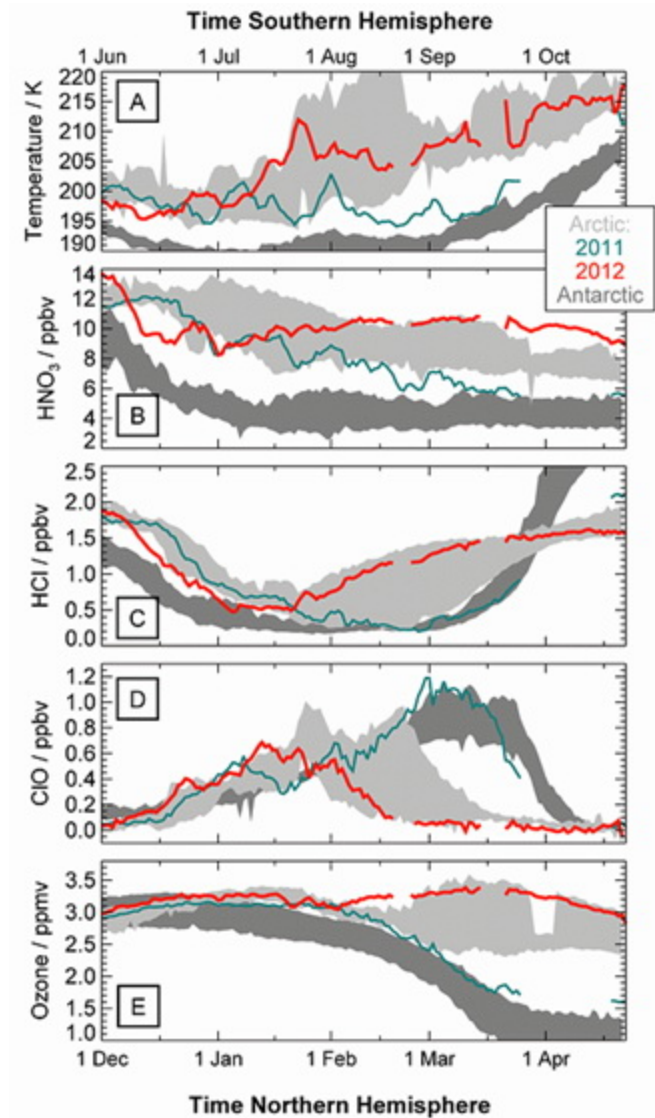 Time Southern Hemisphere
1 Jun 1 Jul 1 Aug 1 Sep 1 Oct
220
215
210
205
200
195
190
Temperature / K
A
Arctic:
2011
2012
Antarctic
14
12
10
8
6
4
2
HNO₃ / ppbv
B
2.5
2.0
1.5
1.0
0.5
0.0
HCl / ppbv
C
1.2
1.0
0.8
0.6
0.4
0.2
0.0
ClO / ppbv
D
3.5
3.0
2.5
2.0
1.5
1.0
Ozone / ppmv
E
1 Dec 1 Jan 1 Feb 1 Mar 1 Apr
Time Northern Hemisphere